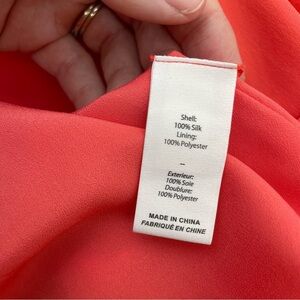 Shell:
100% Silk
Lining:
100% Polyester
--
Exterieur:
100% Soie
Doublure:
100% Polyester
MADE IN CHINA
FABRIQUÉ EN CHINE